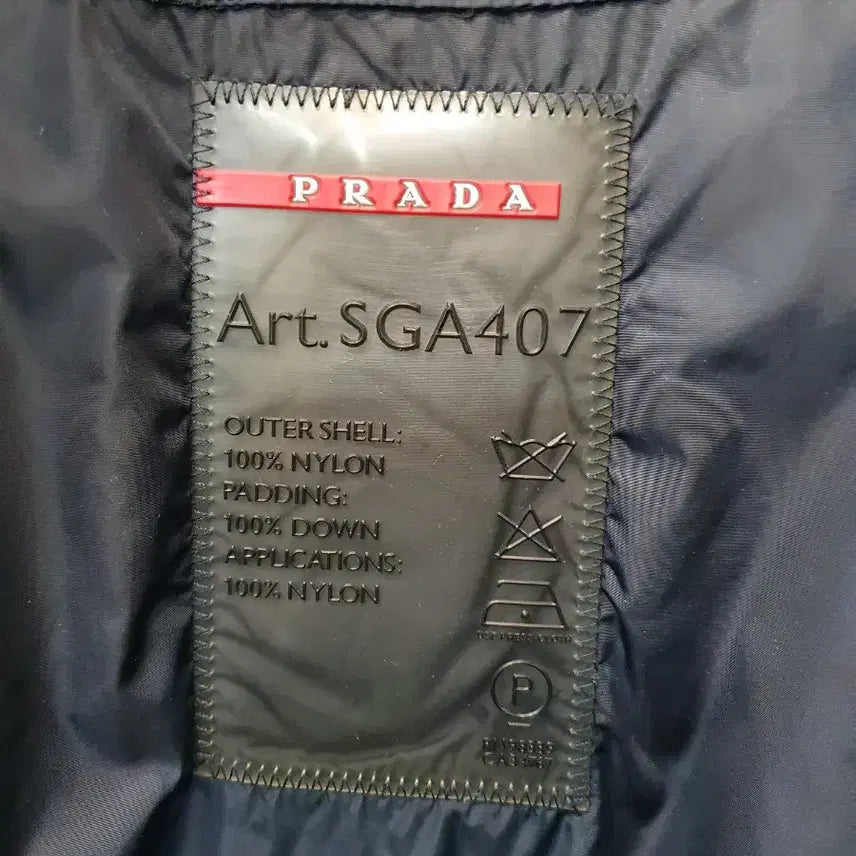 PRADA
Art. SGA407
OUTER SHELL:
100% NYLON
PADDING:
100% DOWN
APPLICATIONS:
100% NYLON
P